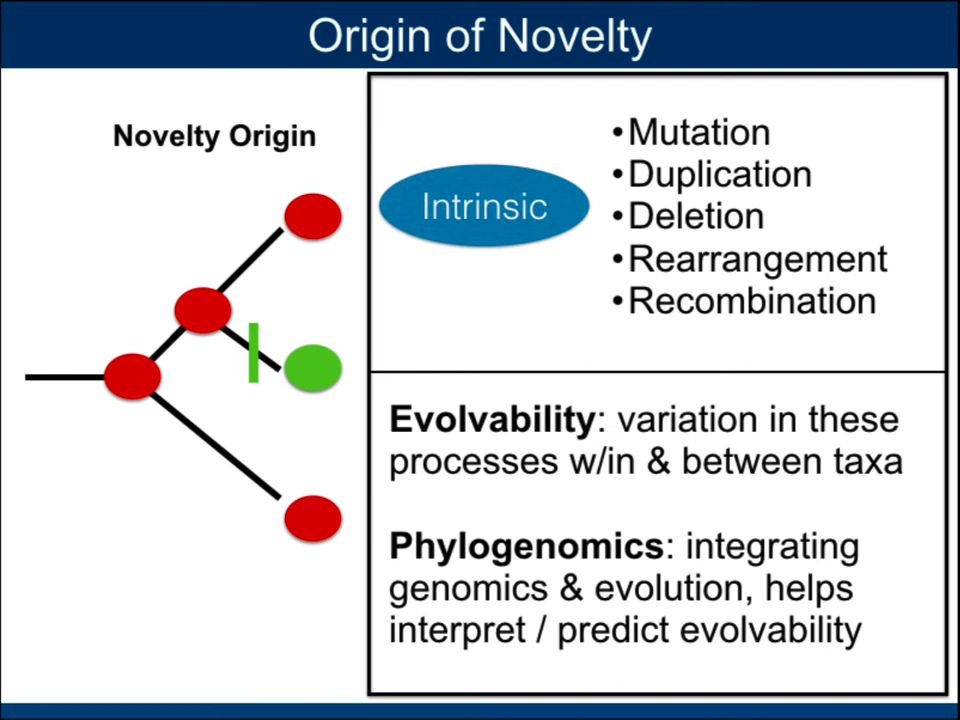 Origin of Novelty
Novelty Origin
Intrinsic
•Mutation
•Duplication
•Deletion
•Rearrangement
•Recombination
Evolvability: variation in these
processes w/in & between taxa
Phylogenomics: integrating
genomics & evolution, helps
interpret / predict evolvability